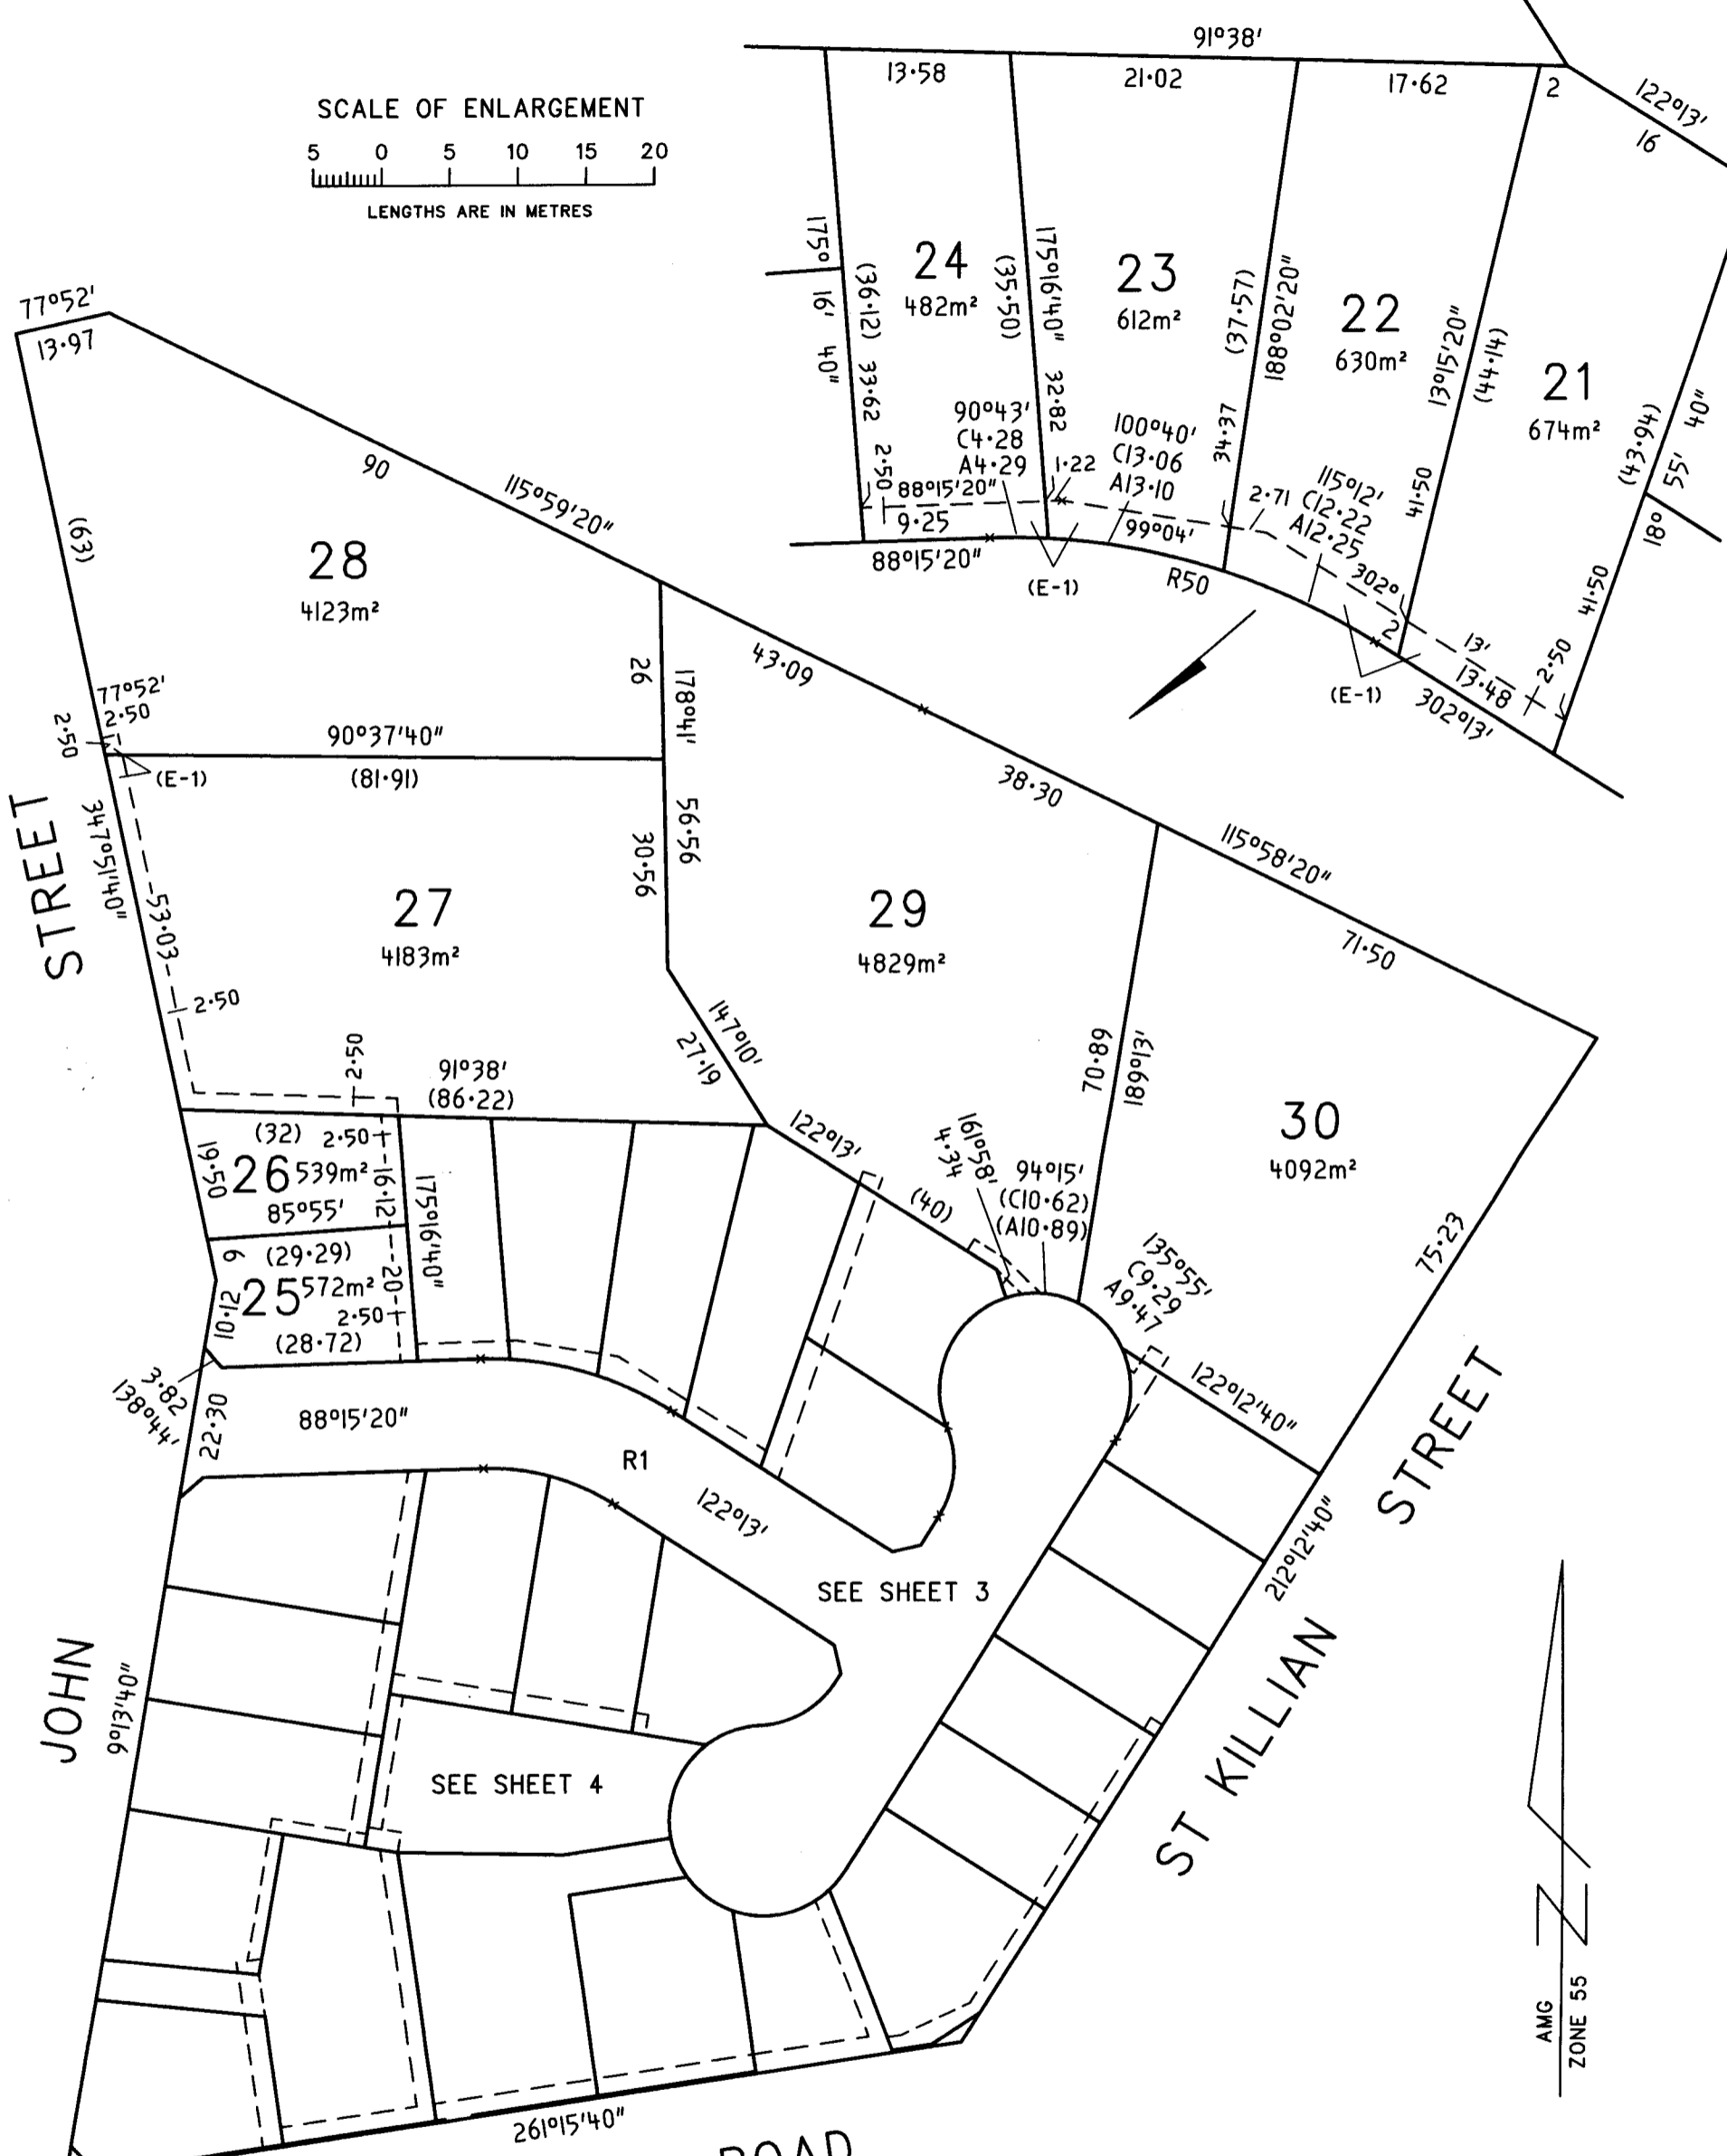 91°38'
13·58
21·02
17·62
2
122°13'
16
SCALE OF ENLARGEMENT
5 0 5 10 15 20
LENGTHS ARE IN METRES
24
482m²
23
612m²
22
630m²
21
674m²
175° 16' 40"
(36·12)
33·62
2·50
(35·50)
175°16'40"
32·82
(37·57)
188°02'20"
34·37
13°15'20"
(44·14)
41·50
(43·94)
18° 55' 40"
41·50
90°43'
C4·28
A4·29
1·22
100°40'
C13·06
A13·10
2·71
115°12'
C12·22
A12·25
88°15'20"
9·25
88°15'20"
99°04'
R50
302° 13'
2
13·48
2·50
302°13'
(E-1)
(E-1)
77°52'
13·97
90
115°59'20"
(63)
28
4123m²
26
178°41'
43·09
77°52'
2·50
2·50
(E-1)
90°37'40"
(81·91)
56·56
30·56
38·30
115°58'20"
STREET
347°51'40"
53·03
2·50
27
4183m²
29
4829m²
71·50
147°10'
27·19
70·89
189°13'
2·50
91°38'
(86·22)
30
4092m²
(32)
2·50
19·50
26 539m²
16·12
85°55'
175°16'40"
122°13'
(40)
161°58'
4·34
94°15'
(C10·62)
(A10·89)
135°55'
C9·29
A9·47
75·23
6
(29·29)
25 572m²
20
2·50
10·12
(28·72)
3·82
138°44'
22·30
88°15'20"
R1
122°13'
122°12'40"
SEE SHEET 3
212°12'40"
ST KILLIAN STREET
JOHN
9°13'40"
SEE SHEET 4
261°15'40"
ROAD
AMG
ZONE 55
N